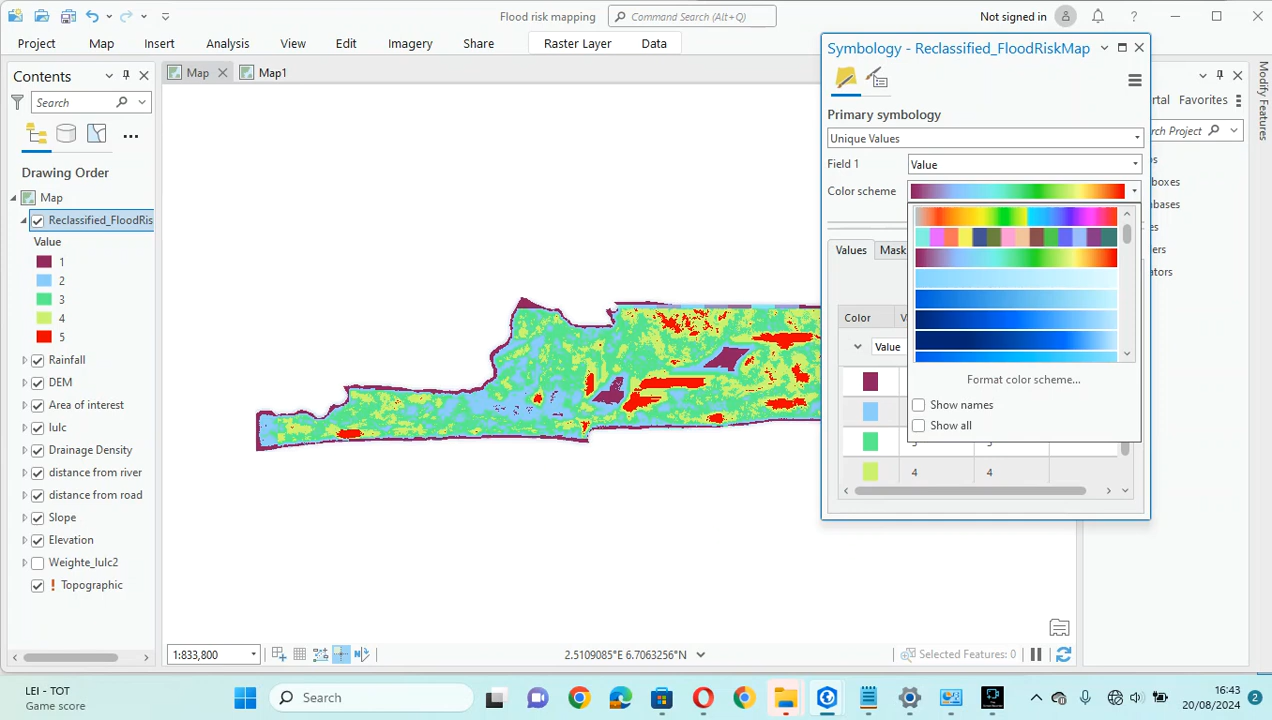 Flood risk mapping
Command Search (Alt+Q)
Not signed in
?
Project
Map
Insert
Analysis
View
Edit
Imagery
Share
Raster Layer
Data
Symbology - Reclassified_FloodRiskMap
Contents
Map
Map1
rtal
Favorites
Modify Features
Search
rch Project
Primary symbology
Unique Values
Field 1
Value
Color scheme
Drawing Order
Map
Reclassified_FloodRis
Value
1
2
3
4
5
Rainfall
DEM
Area of interest
lulc
Drainage Density
distance from river
distance from road
Slope
Elevation
Weighte_lulc2
! Topographic
Values
Mask
Color
V
Value
4
4
Format color scheme...
Show names
Show all
ps
boxes
bases
es
ers
ators
1:833,800
2.5109085°E 6.7063256°N
Selected Features: 0
LEI - TOT
Game score
Search
16:43
20/08/2024
2